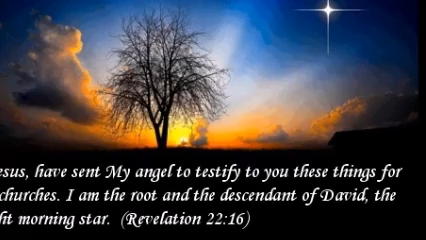 esus, have sent My angel to testify to you these things for
churches. I am the root and the descendant of David, the
ht morning star. (Revelation 22:16)